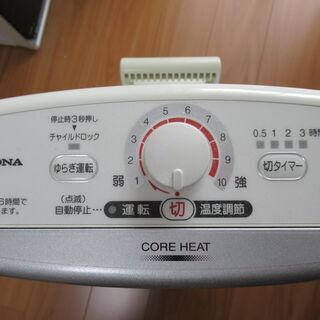 停止時3秒押し
チャイルドロック
ONA
ゆらぎ運転
5 6
4 7
3 8
2 9
1 10
弱 強
0.5 1 2 3 時間
切タイマー
時間で
(点滅)
自動停止…
運転 切 温度調節
CORE HEAT